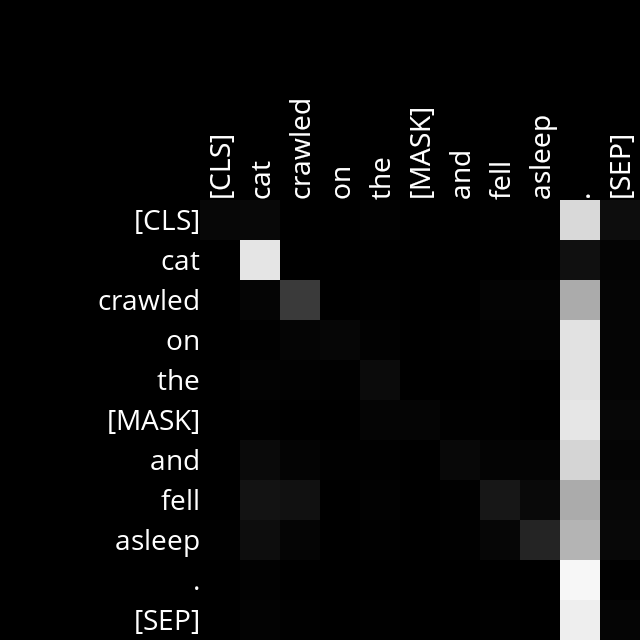 [CLS] cat crawled on the [MASK] and fell asleep . [SEP]
[CLS]
cat
crawled
on
the
[MASK]
and
fell
asleep
.
[SEP]